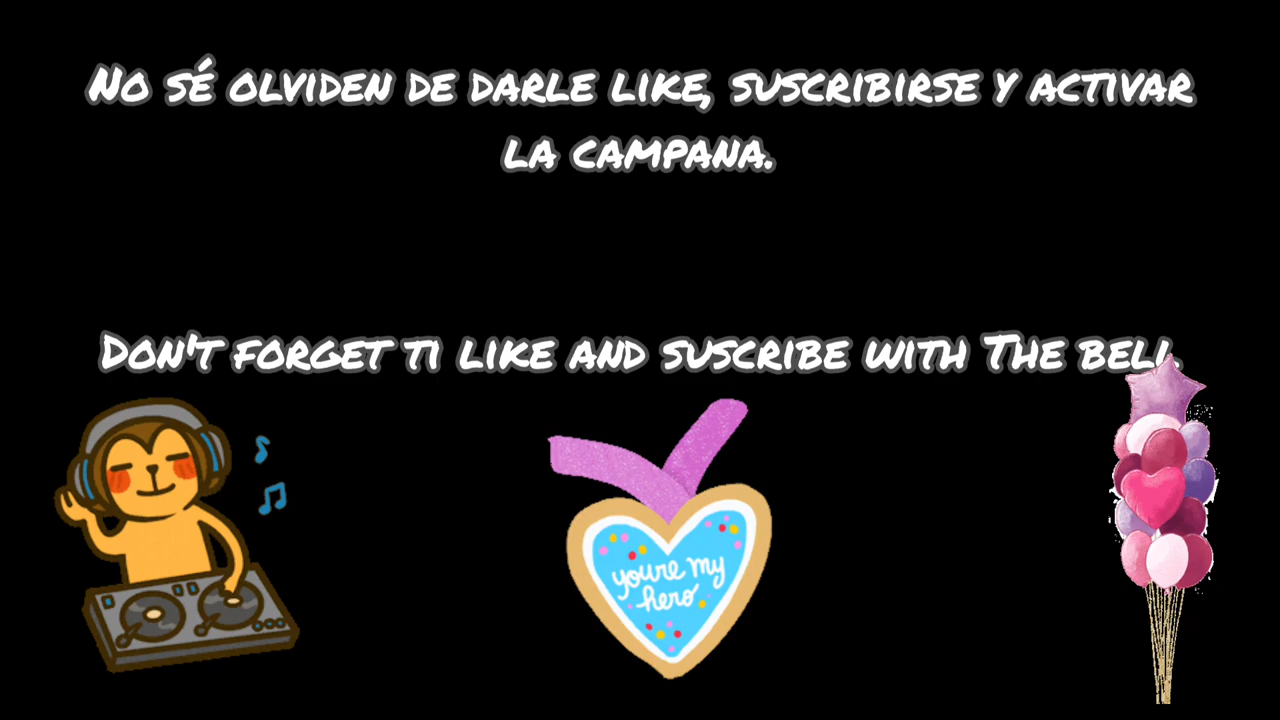 No sé olviden de darle like, suscribirse y activar
la campana.
Don't forget ti like and suscribe with The bell.
you're my
hero